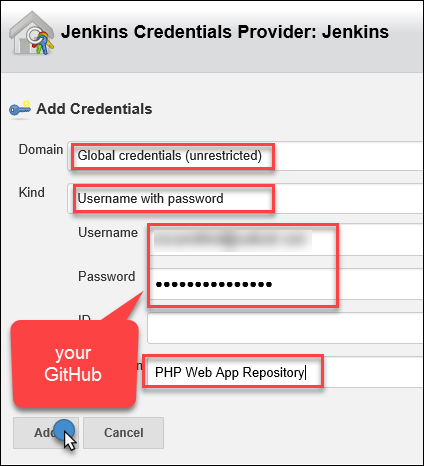 Jenkins Credentials Provider: Jenkins
Add Credentials
Domain Global credentials (unrestricted)
Kind Username with password
Username
Password •••••••••••••••
ID
your
GitHub
PHP Web App Repository
Add Cancel